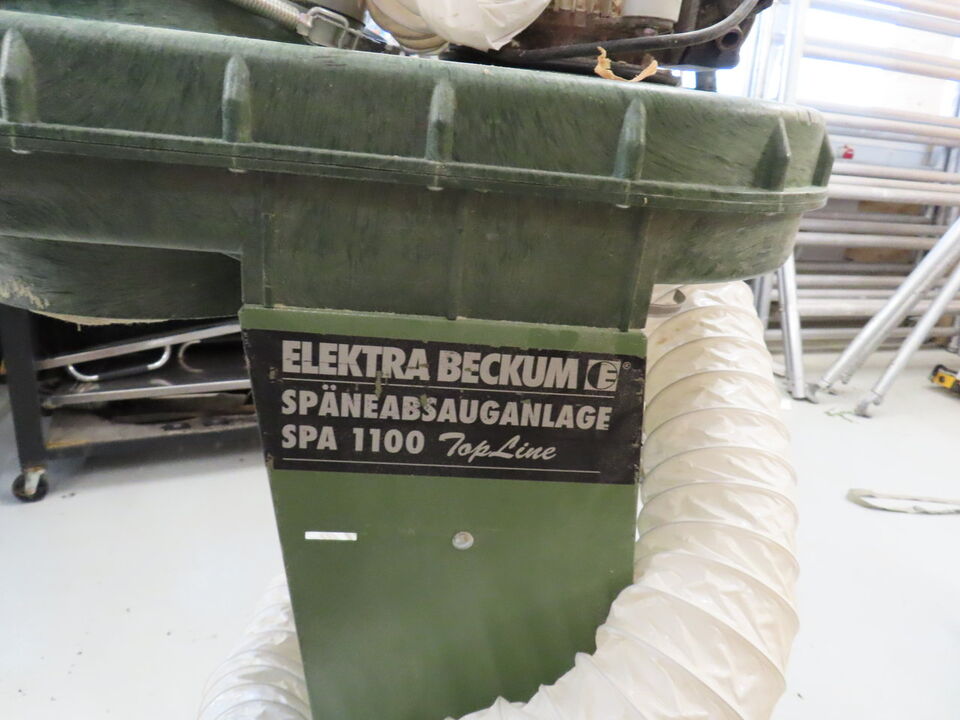 ELEKTRA BECKUM E ®
SPÄNEABSAUGANLAGE
SPA 1100 TopLine